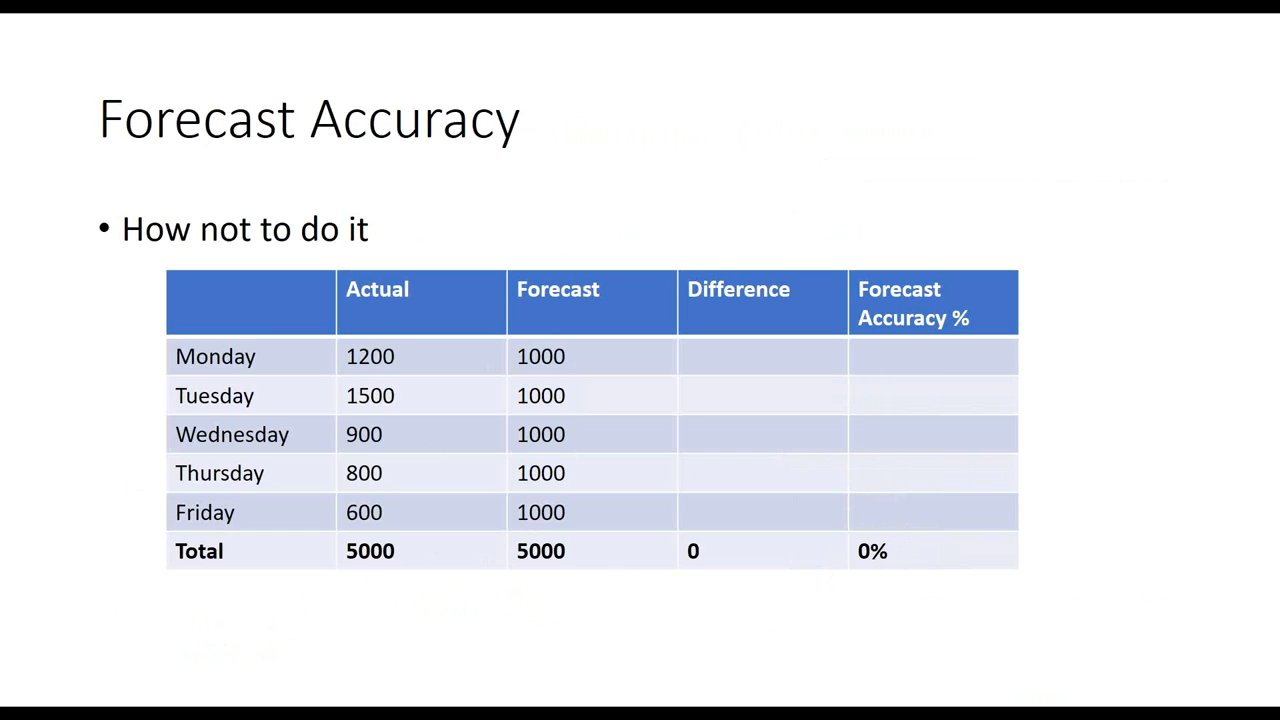 Forecast Accuracy
• How not to do it
Actual Forecast Difference Forecast
Accuracy %
Monday 1200 1000
Tuesday 1500 1000
Wednesday 900 1000
Thursday 800 1000
Friday 600 1000
Total 5000 5000 0 0%